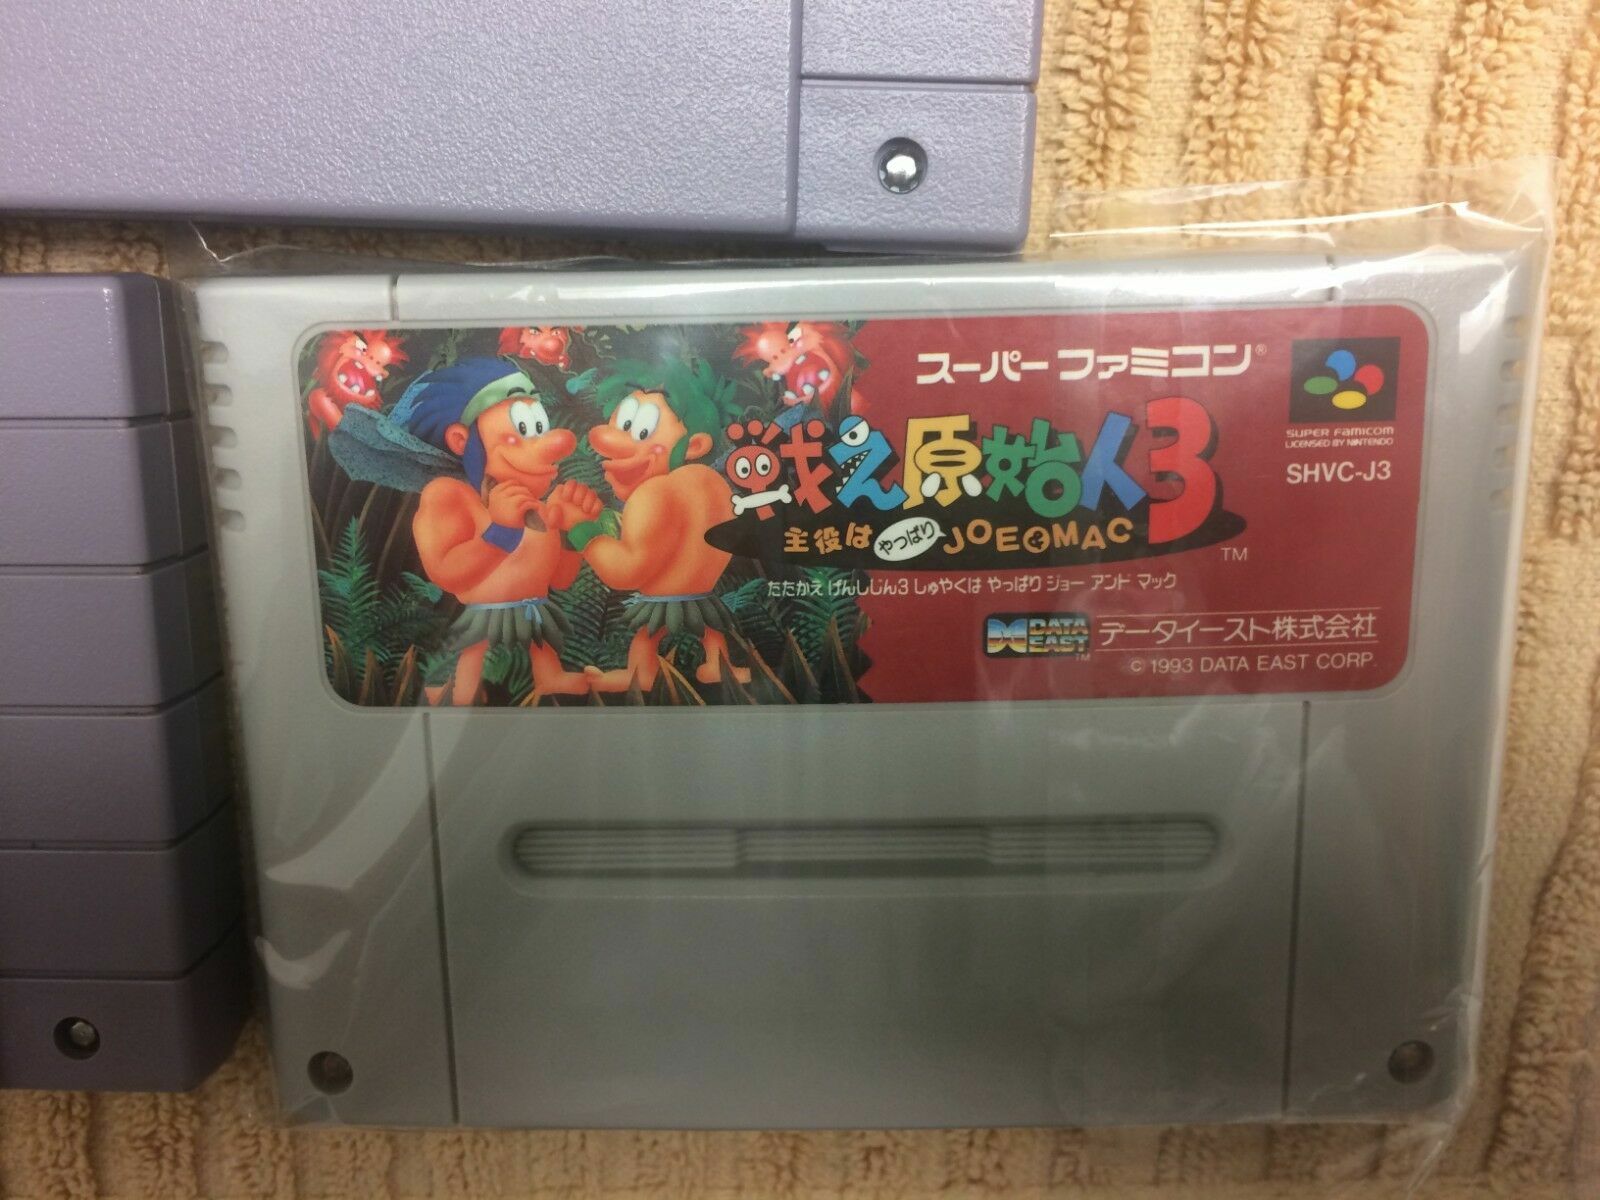 スーパーファミコン®
SUPER FAMICOM
LICENSED BY NINTENDO
SHVC-J3
戦え原始人3
主役は やっぱり JOE & MAC
TM
たたかえ げんしじん3 しゅやくは やっぱり ジョー アンド マック
DATA EAST TM
データイースト株式会社
© 1993 DATA EAST CORP.